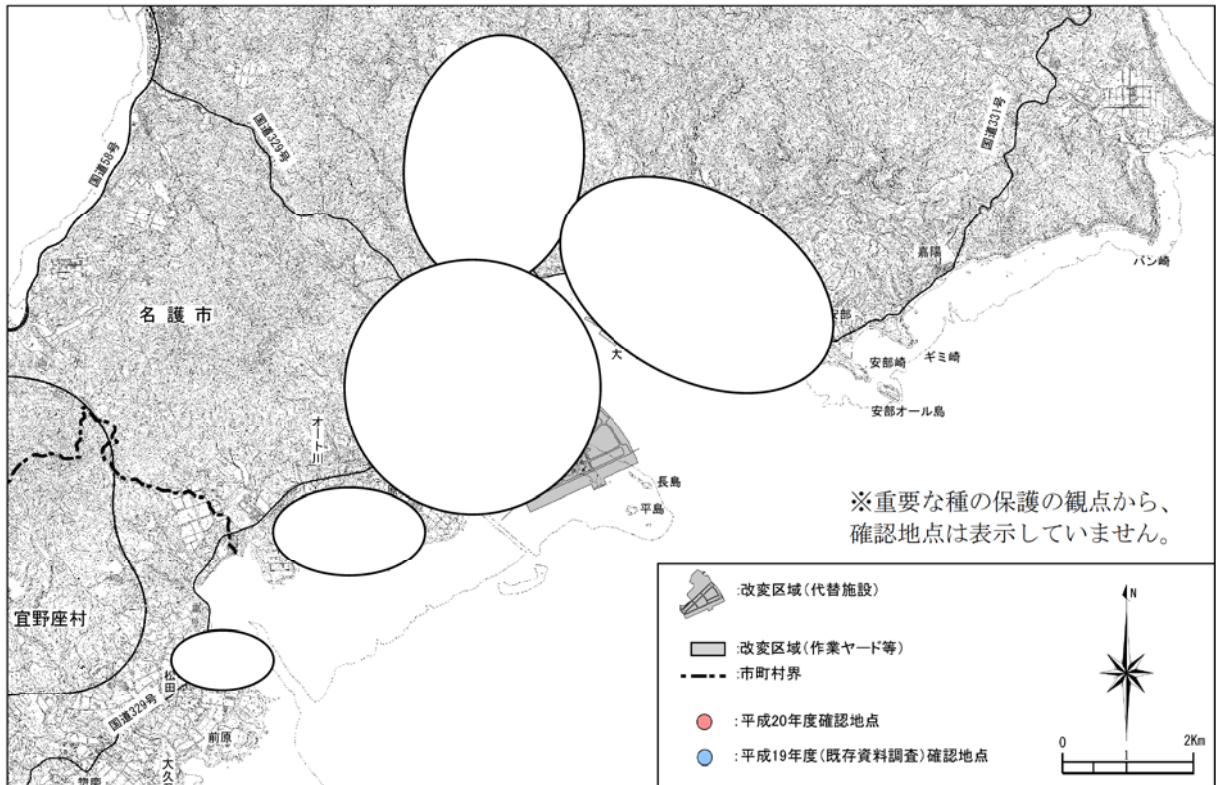 国道58号
国道329号
国道331号
嘉陽
バン崎
名護市
安部
大
安部崎
ギミ崎
安部オール島
オート川
長島
平島
※重要な種の保護の観点から、
確認地点は表示していません。
宜野座村
松田
国道329号
前原
:改変区域(代替施設)
:改変区域(作業ヤード等)
:市町村界
:平成20年度確認地点
:平成19年度(既存資料調査)確認地点
N
0
2Km